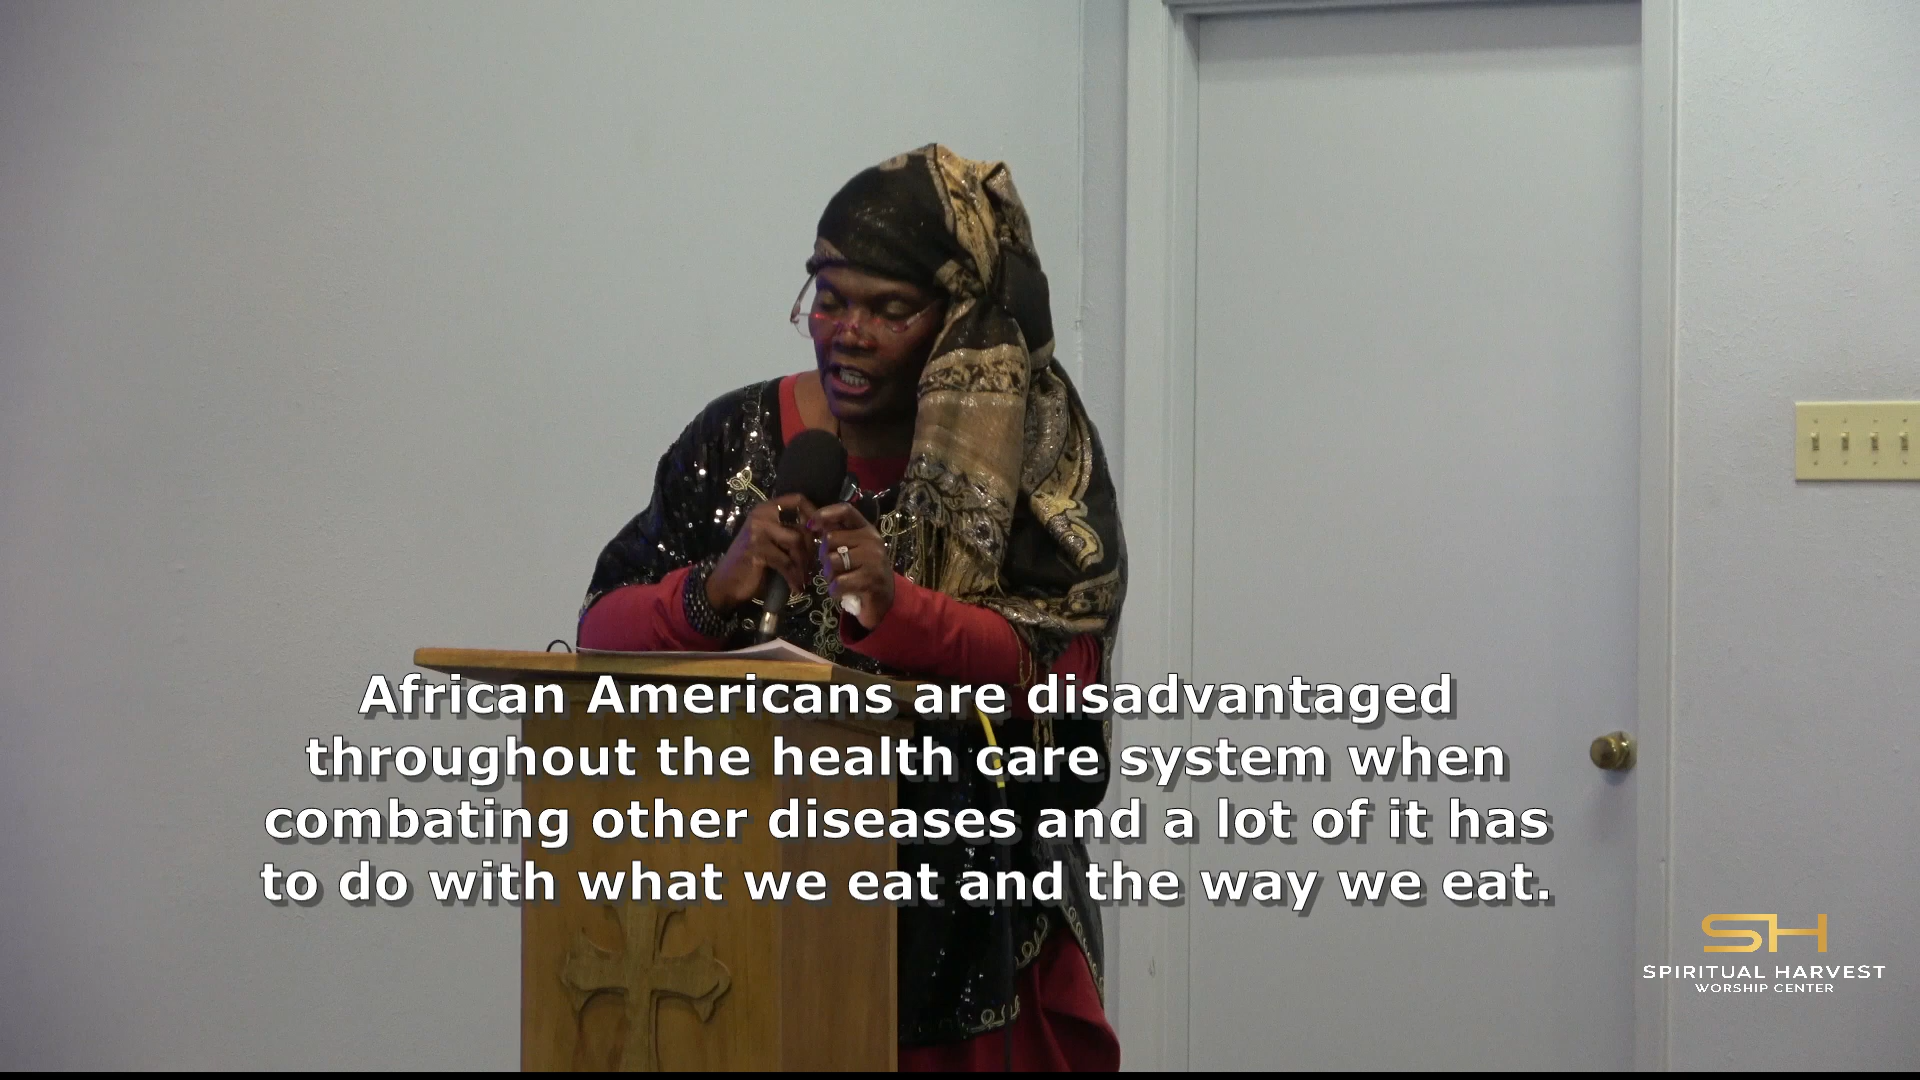 African Americans are disadvantaged
throughout the health care system when
combating other diseases and a lot of it has
to do with what we eat and the way we eat.
SH
SPIRITUAL HARVEST
WORSHIP CENTER